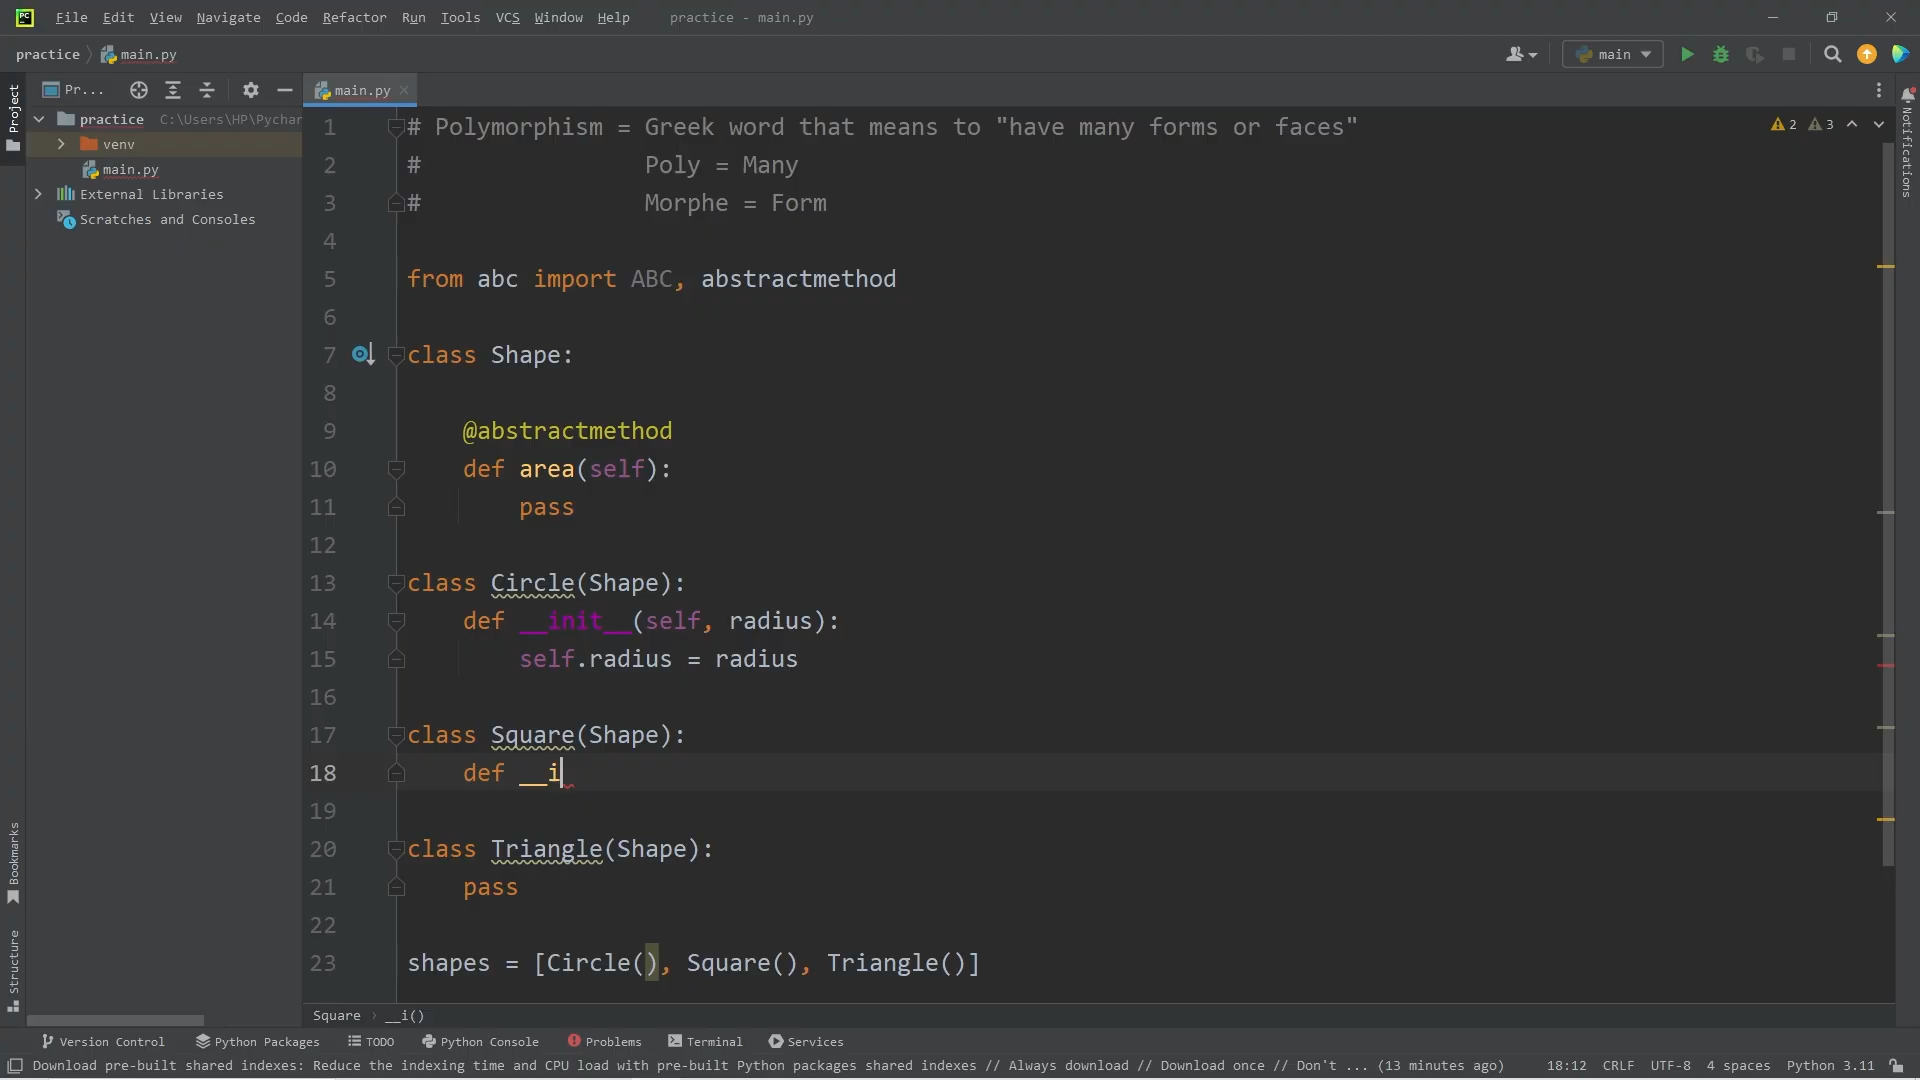 File Edit View Navigate Code Refactor Run Tools VCS Window Help practice - main.py
practice main.py main
Pr... main.py
practice C:\Users\HP\Pychar
venv
main.py
External Libraries
Scratches and Consoles
Project
Bookmarks
Structure
2 3
1 # Polymorphism = Greek word that means to "have many forms or faces"
2 # Poly = Many
3 # Morphe = Form
4
5 from abc import ABC, abstractmethod
6
7 class Shape:
8
9 @abstractmethod
10 def area(self):
11 pass
12
13 class Circle(Shape):
14 def __init__(self, radius):
15 self.radius = radius
16
17 class Square(Shape):
18 def __i
19
20 class Triangle(Shape):
21 pass
22
23 shapes = [Circle(), Square(), Triangle()]
Notifications
Square __i()
Version Control Python Packages TODO Python Console Problems Terminal Services
Download pre-built shared indexes: Reduce the indexing time and CPU load with pre-built Python packages shared indexes // Always download // Download once // Don't ... (13 minutes ago) 18:12 CRLF UTF-8 4 spaces Python 3.11